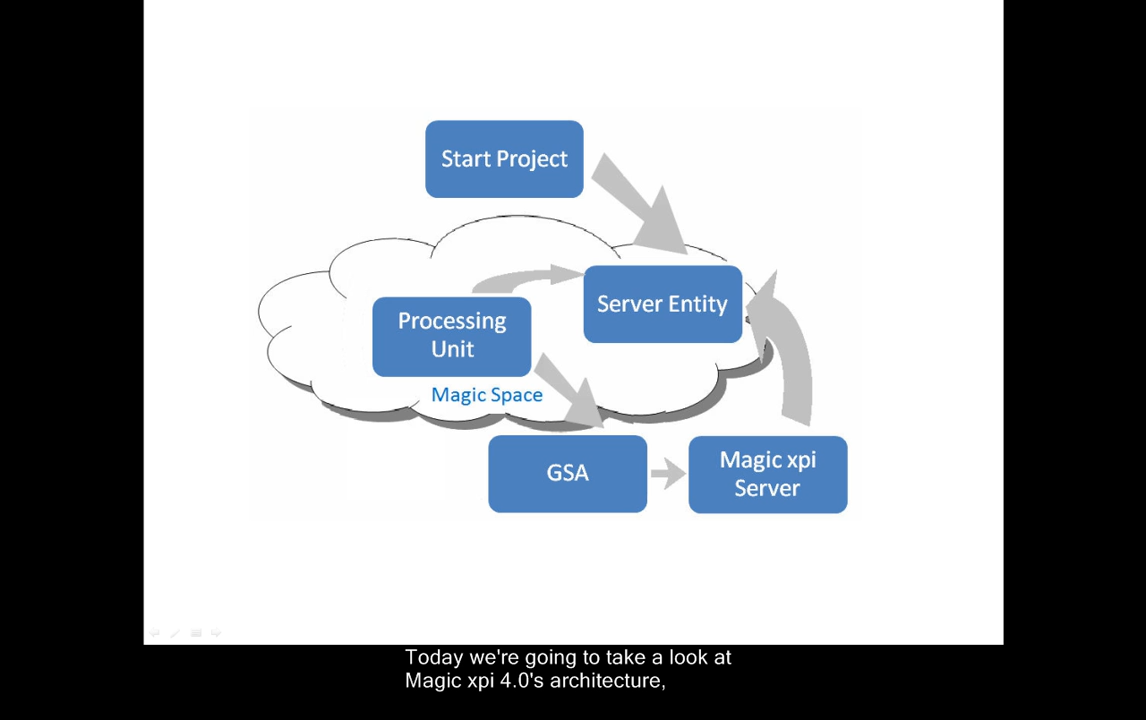 Start Project
Server Entity
Processing
Unit
Magic Space
GSA
Magic xpi
Server
Today we're going to take a look at
Magic xpi 4.0's architecture,